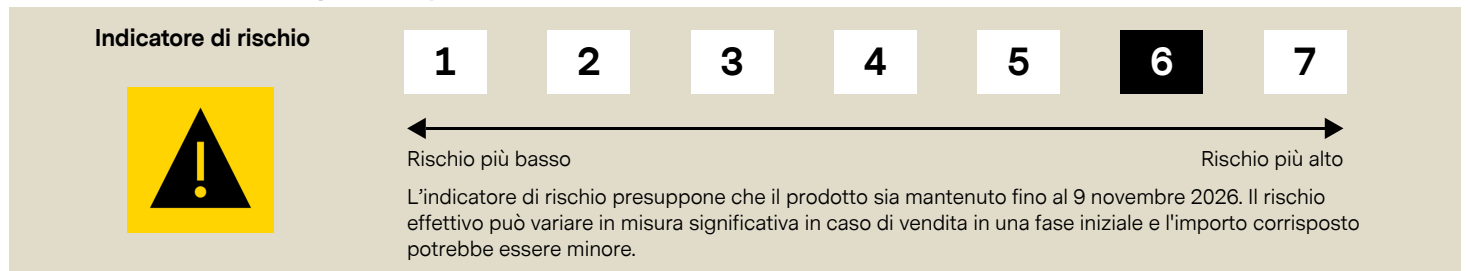 Indicatore di rischio
1 2 3 4 5 6 7
Rischio più basso
Rischio più alto
L’indicatore di rischio presuppone che il prodotto sia mantenuto fino al 9 novembre 2026. Il rischio
effettivo può variare in misura significativa in caso di vendita in una fase iniziale e l'importo corrisposto
potrebbe essere minore.